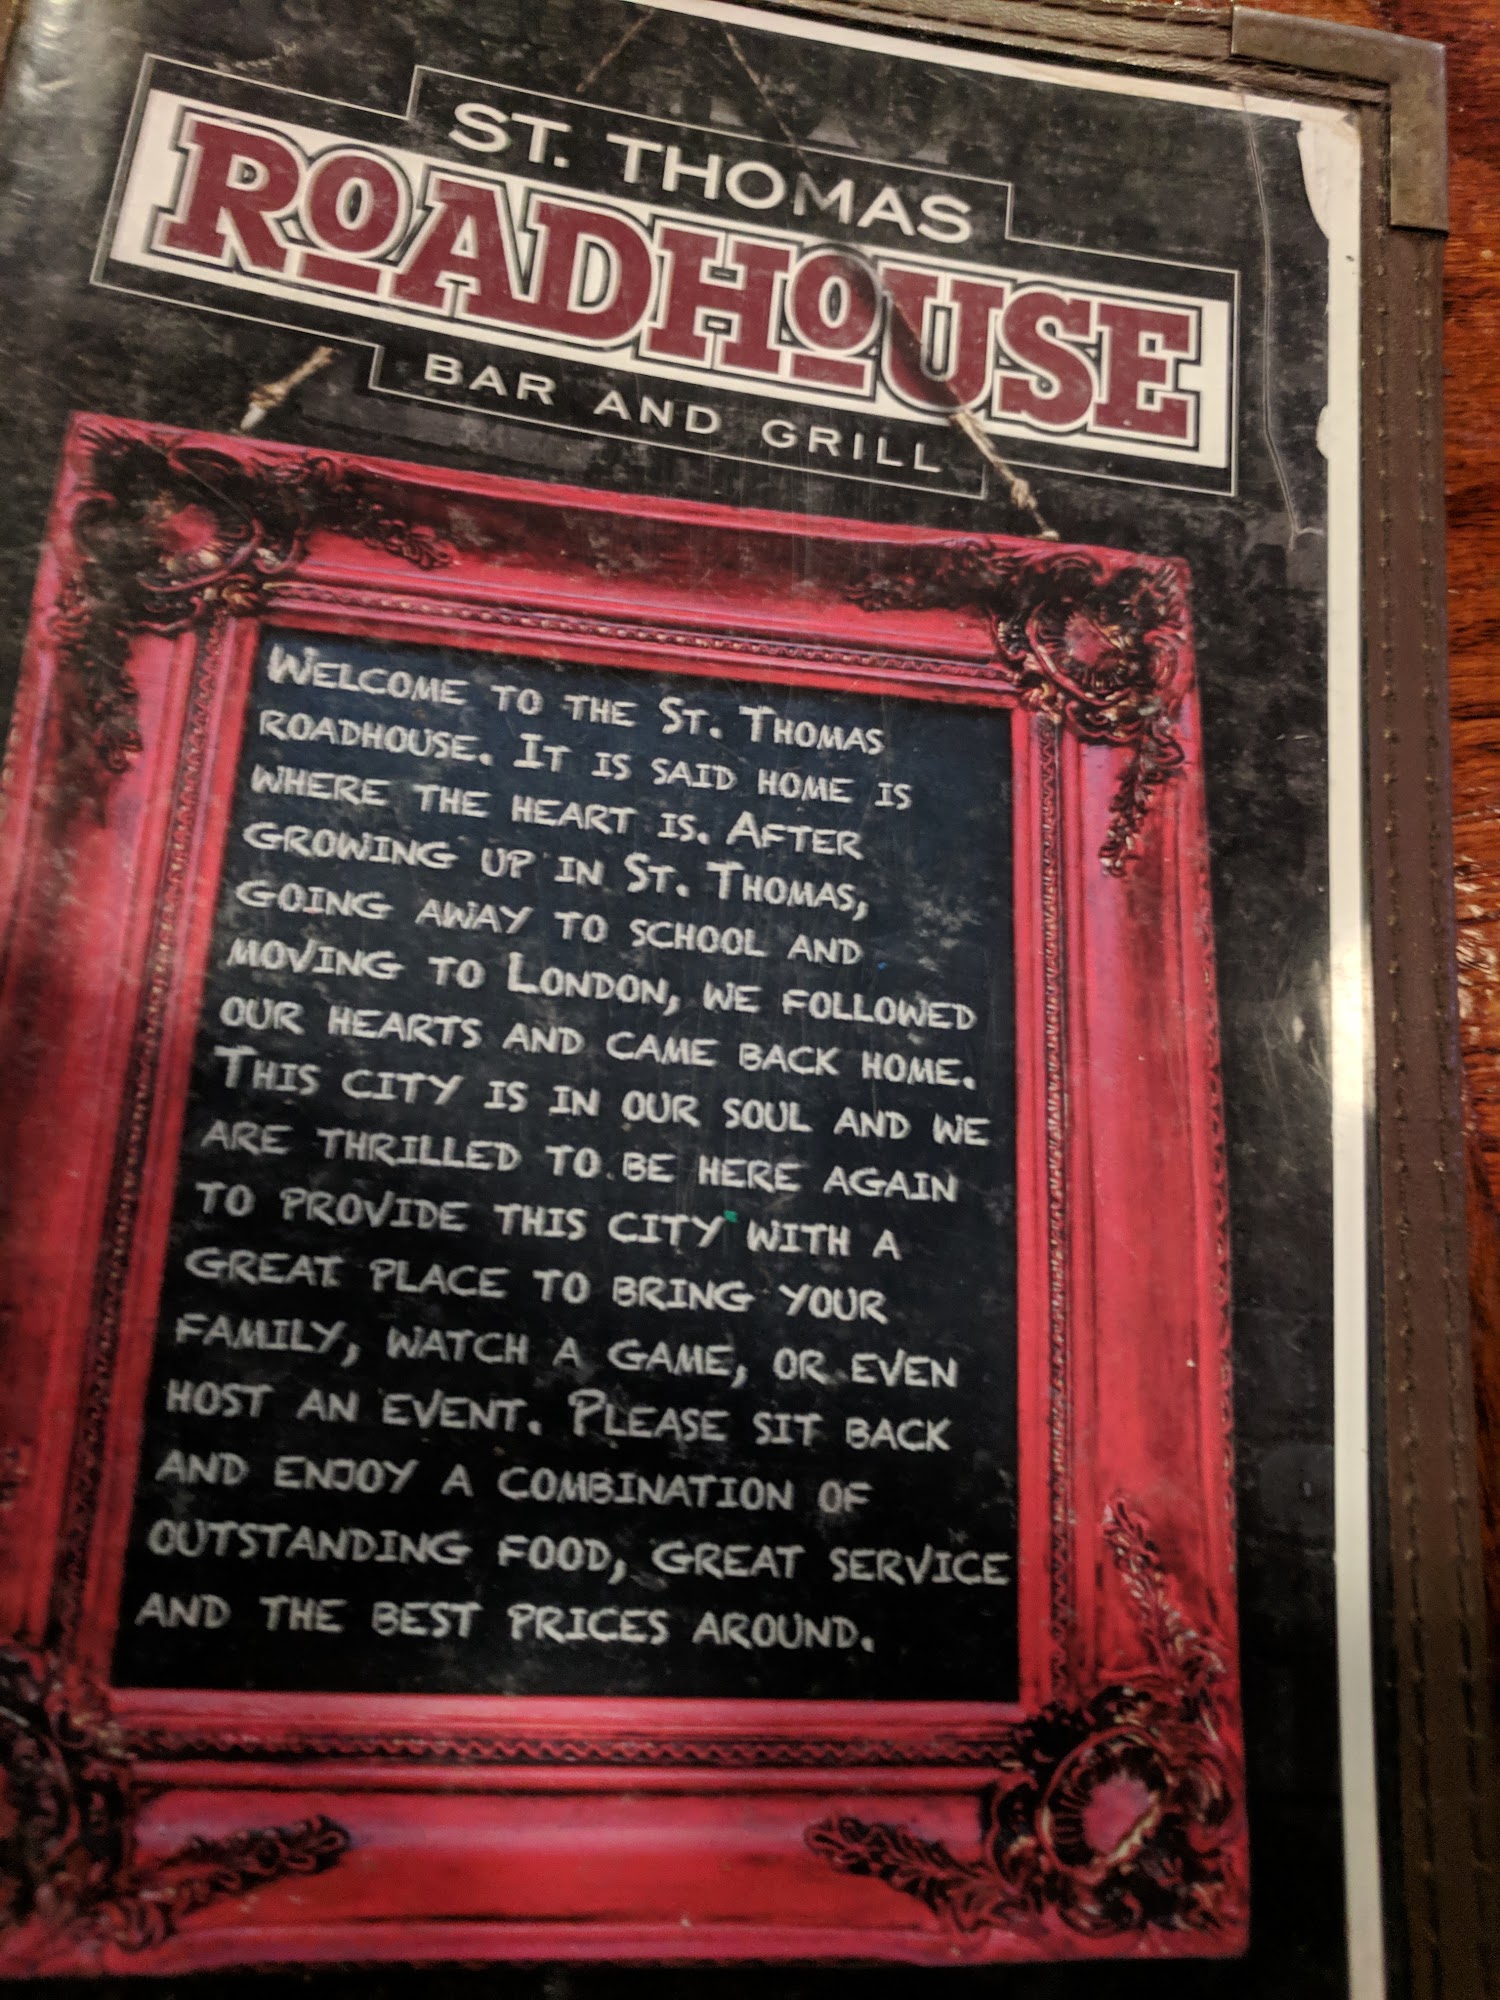 ST. THOMAS
ROADHOUSE
BAR AND GRILL
WELCOME TO THE ST. THOMAS
ROADHOUSE. IT IS SAID HOME IS
WHERE THE HEART IS. AFTER
GROWING UP IN ST. THOMAS,
GOING AWAY TO SCHOOL AND
MOVING TO LONDON, WE FOLLOWED
OUR HEARTS AND CAME BACK HOME.
THIS CITY IS IN OUR SOUL AND WE
ARE THRILLED TO BE HERE AGAIN
TO PROVIDE THIS CITY WITH A
GREAT PLACE TO BRING YOUR
FAMILY, WATCH A GAME, OR EVEN
HOST AN EVENT. PLEASE SIT BACK
AND ENJOY A COMBINATION OF
OUTSTANDING FOOD, GREAT SERVICE
AND THE BEST PRICES AROUND.